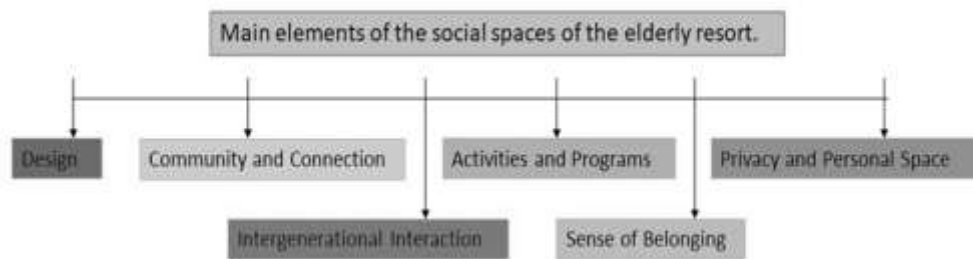 Main elements of the social spaces of the elderly resort.
Design
Community and Connection
Activities and Programs
Privacy and Personal Space
Intergenerational Interaction
Sense of Belonging